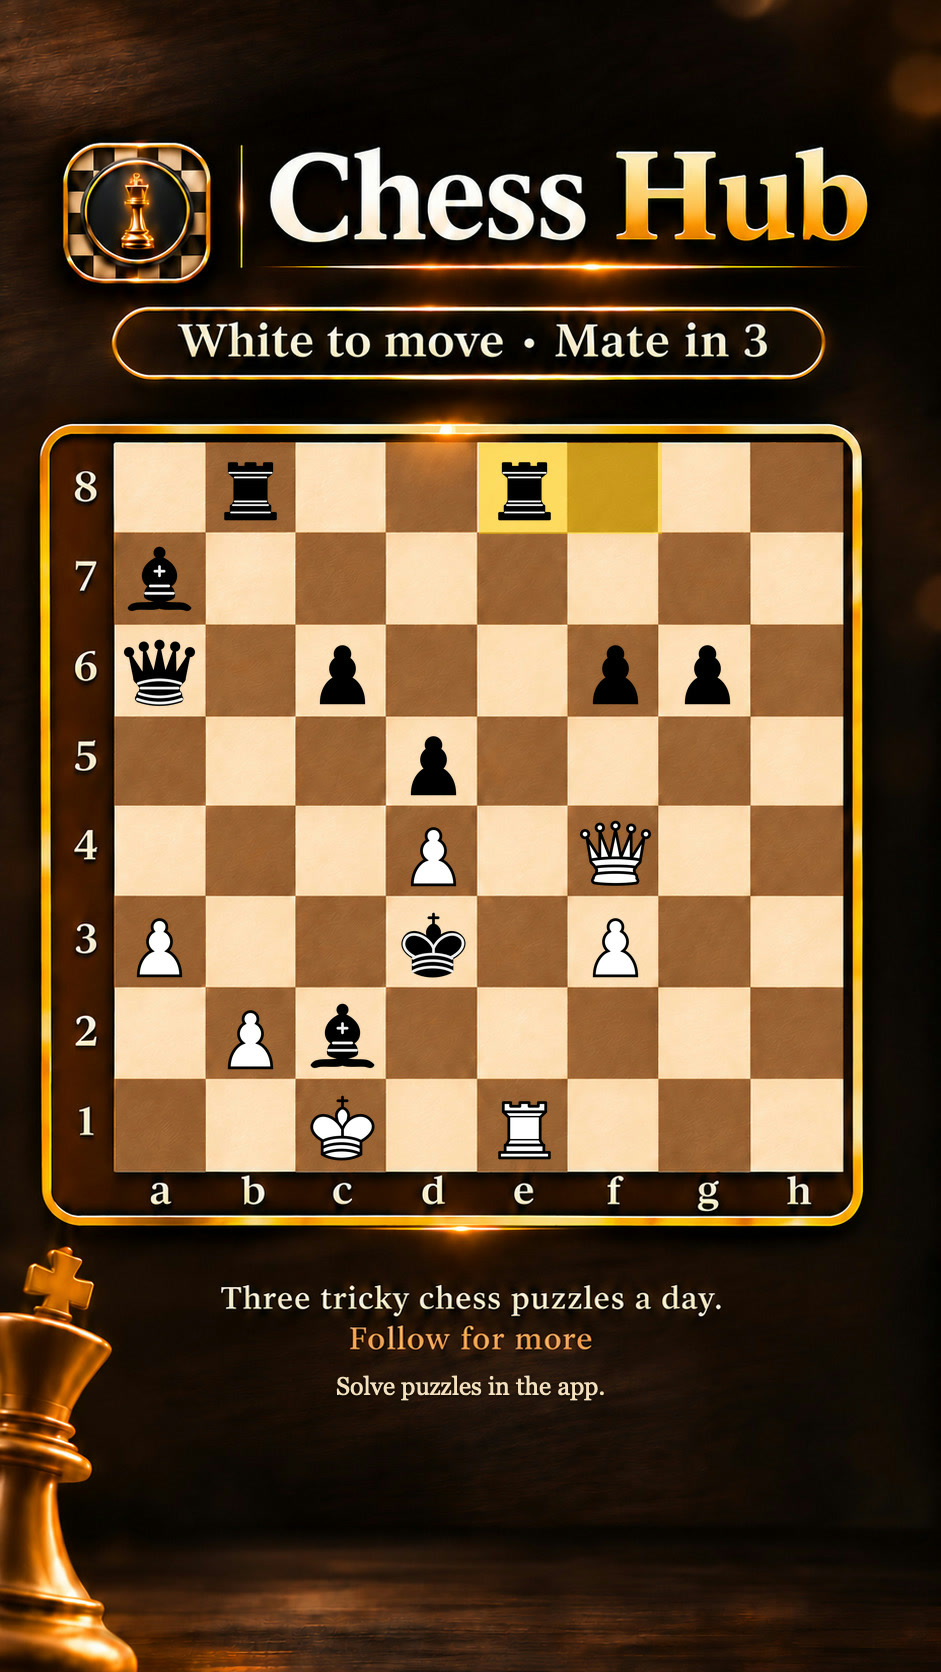 Chess Hub
White to move • Mate in 3
8
7
6
5
4
3
2
1
a b c d e f g h
Three tricky chess puzzles a day.
Follow for more
Solve puzzles in the app.